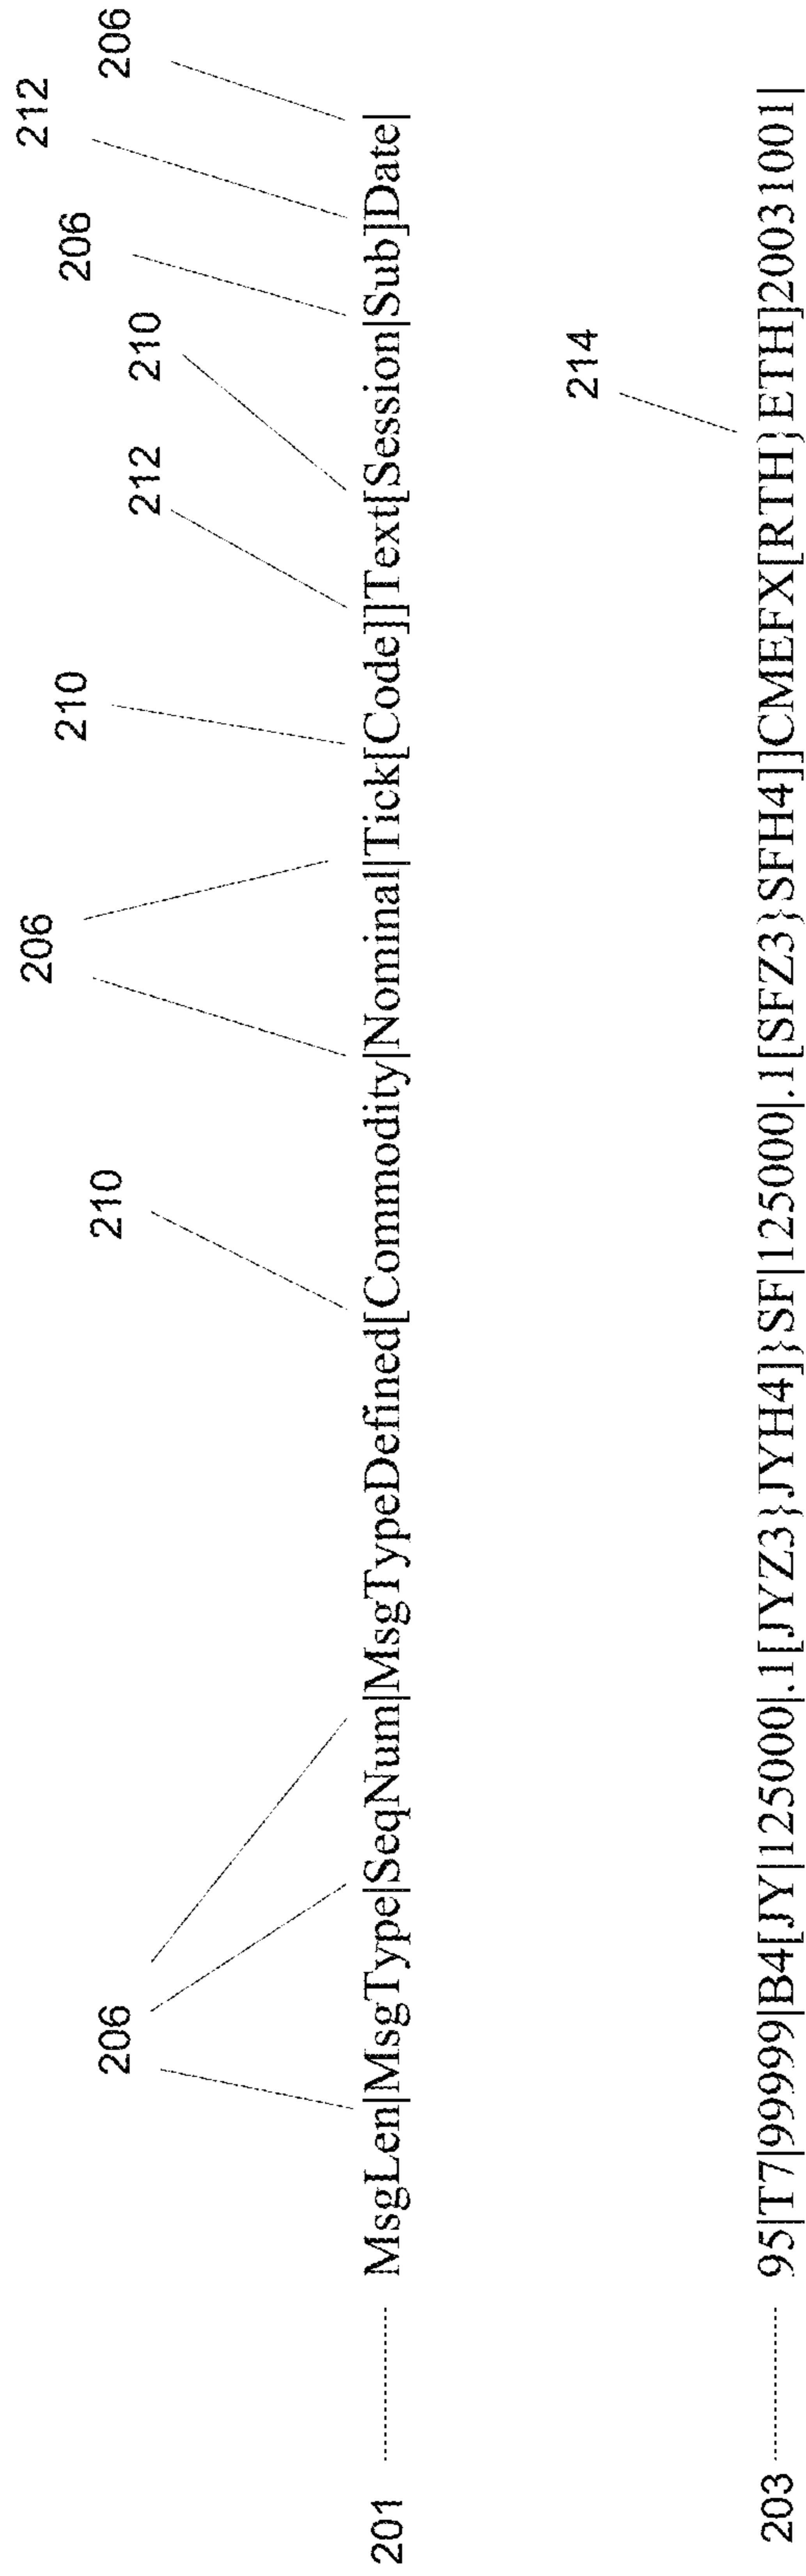 206 212
210 206
206 210 206
212 210
201 MsgLen|MsgType|SeqNum|MsgTypeDefined[Commodity|Nominal|Tick[Code]]Text[Session|Sub]Date|
214
203 95|T7|99999|B4[JY|125000|.1[JYZ3}JYH4]}SF|125000|.1[SFZ3}SFH4]]CMEFX[RTH}ETH]20031001|